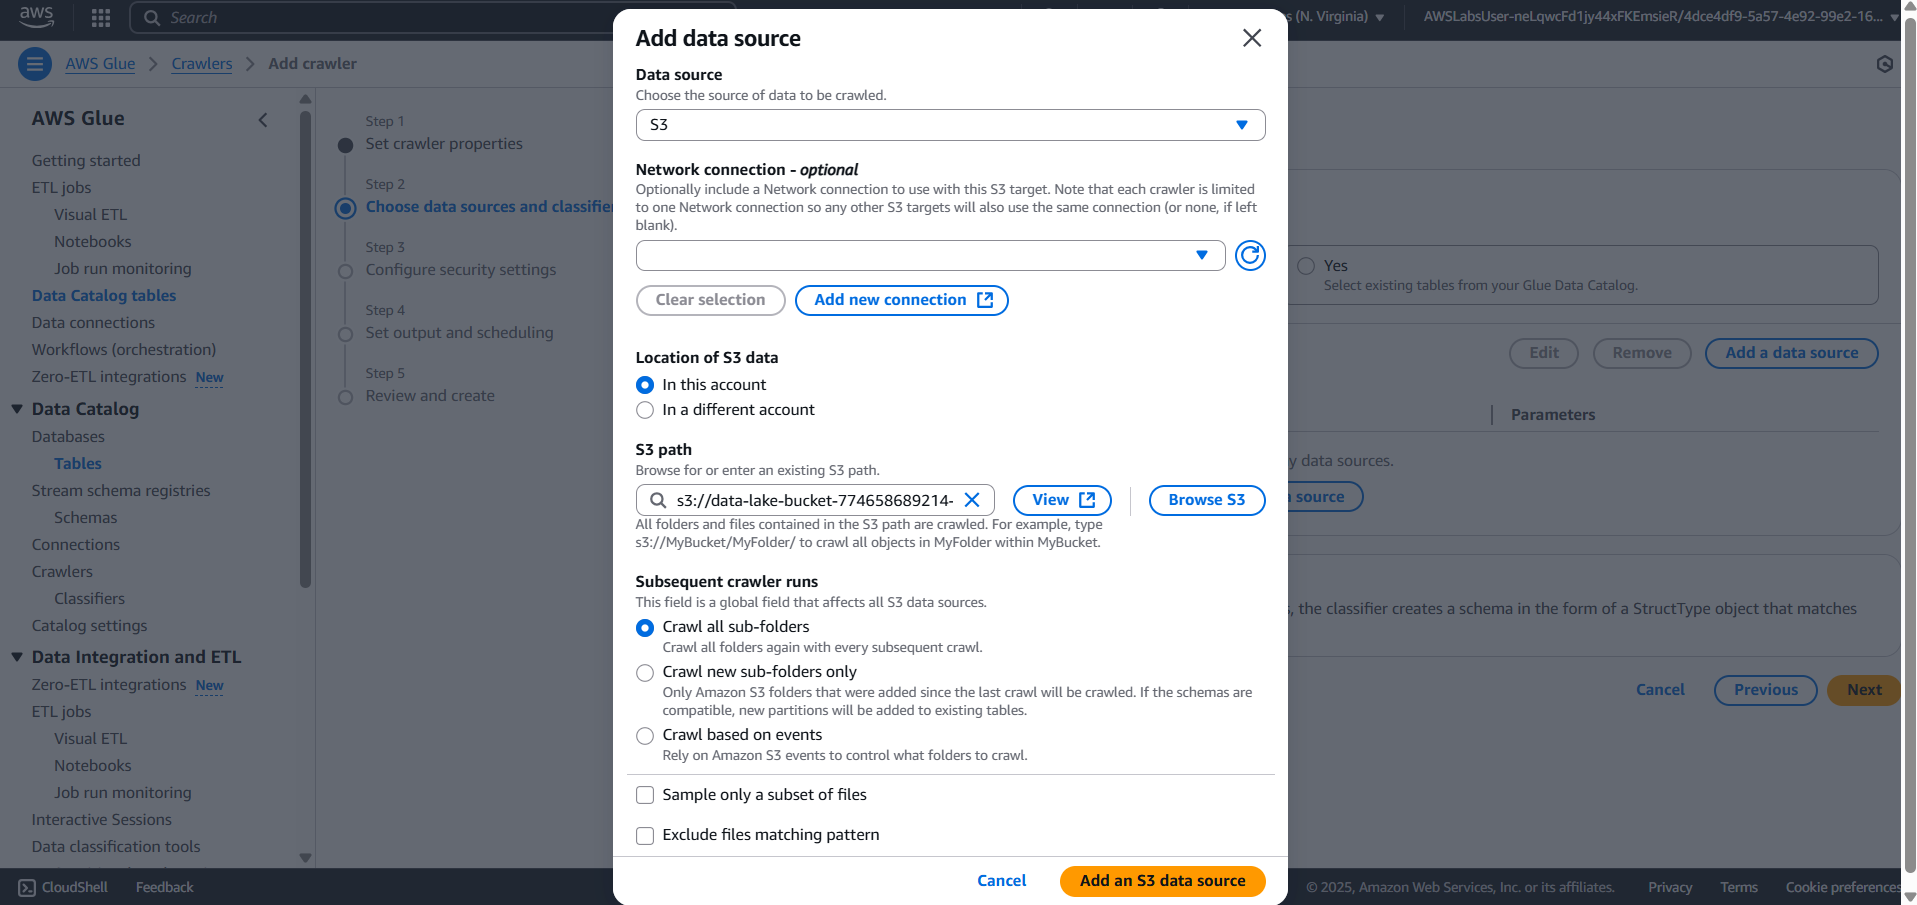 aws
Search
s (N. Virginia)
AWSLabsUser-neLqwcFd1jy44xFKEmsieR/4dce4df9-5a57-4e92-99e2-16...
AWS Glue
Crawlers
Add crawler
AWS Glue
Getting started
ETL jobs
Visual ETL
Notebooks
Job run monitoring
Data Catalog tables
Data connections
Workflows (orchestration)
Zero-ETL integrations New
Data Catalog
Databases
Tables
Stream schema registries
Schemas
Connections
Crawlers
Classifiers
Catalog settings
Data Integration and ETL
Zero-ETL integrations New
ETL jobs
Visual ETL
Notebooks
Job run monitoring
Interactive Sessions
Data classification tools
Step 1
Set crawler properties
Step 2
Choose data sources and classifier
Step 3
Configure security settings
Step 4
Set output and scheduling
Step 5
Review and create
Add data source
Data source
Choose the source of data to be crawled.
S3
Network connection - optional
Optionally include a Network connection to use with this S3 target. Note that each crawler is limited
to one Network connection so any other S3 targets will also use the same connection (or none, if left
blank).
Clear selection
Add new connection
Location of S3 data
In this account
In a different account
S3 path
Browse for or enter an existing S3 path.
s3://data-lake-bucket-774658689214-
View
Browse S3
All folders and files contained in the S3 path are crawled. For example, type
s3://MyBucket/MyFolder/ to crawl all objects in MyFolder within MyBucket.
Subsequent crawler runs
This field is a global field that affects all S3 data sources.
Crawl all sub-folders
Crawl all folders again with every subsequent crawl.
Crawl new sub-folders only
Only Amazon S3 folders that were added since the last crawl will be crawled. If the schemas are
compatible, new partitions will be added to existing tables.
Crawl based on events
Rely on Amazon S3 events to control what folders to crawl.
Sample only a subset of files
Exclude files matching pattern
Cancel
Add an S3 data source
Yes
Select existing tables from your Glue Data Catalog.
Edit
Remove
Add a data source
Parameters
y data sources.
source
, the classifier creates a schema in the form of a StructType object that matches
Cancel
Previous
Next
CloudShell
Feedback
© 2025, Amazon Web Services, Inc. or its affiliates.
Privacy
Terms
Cookie preferences